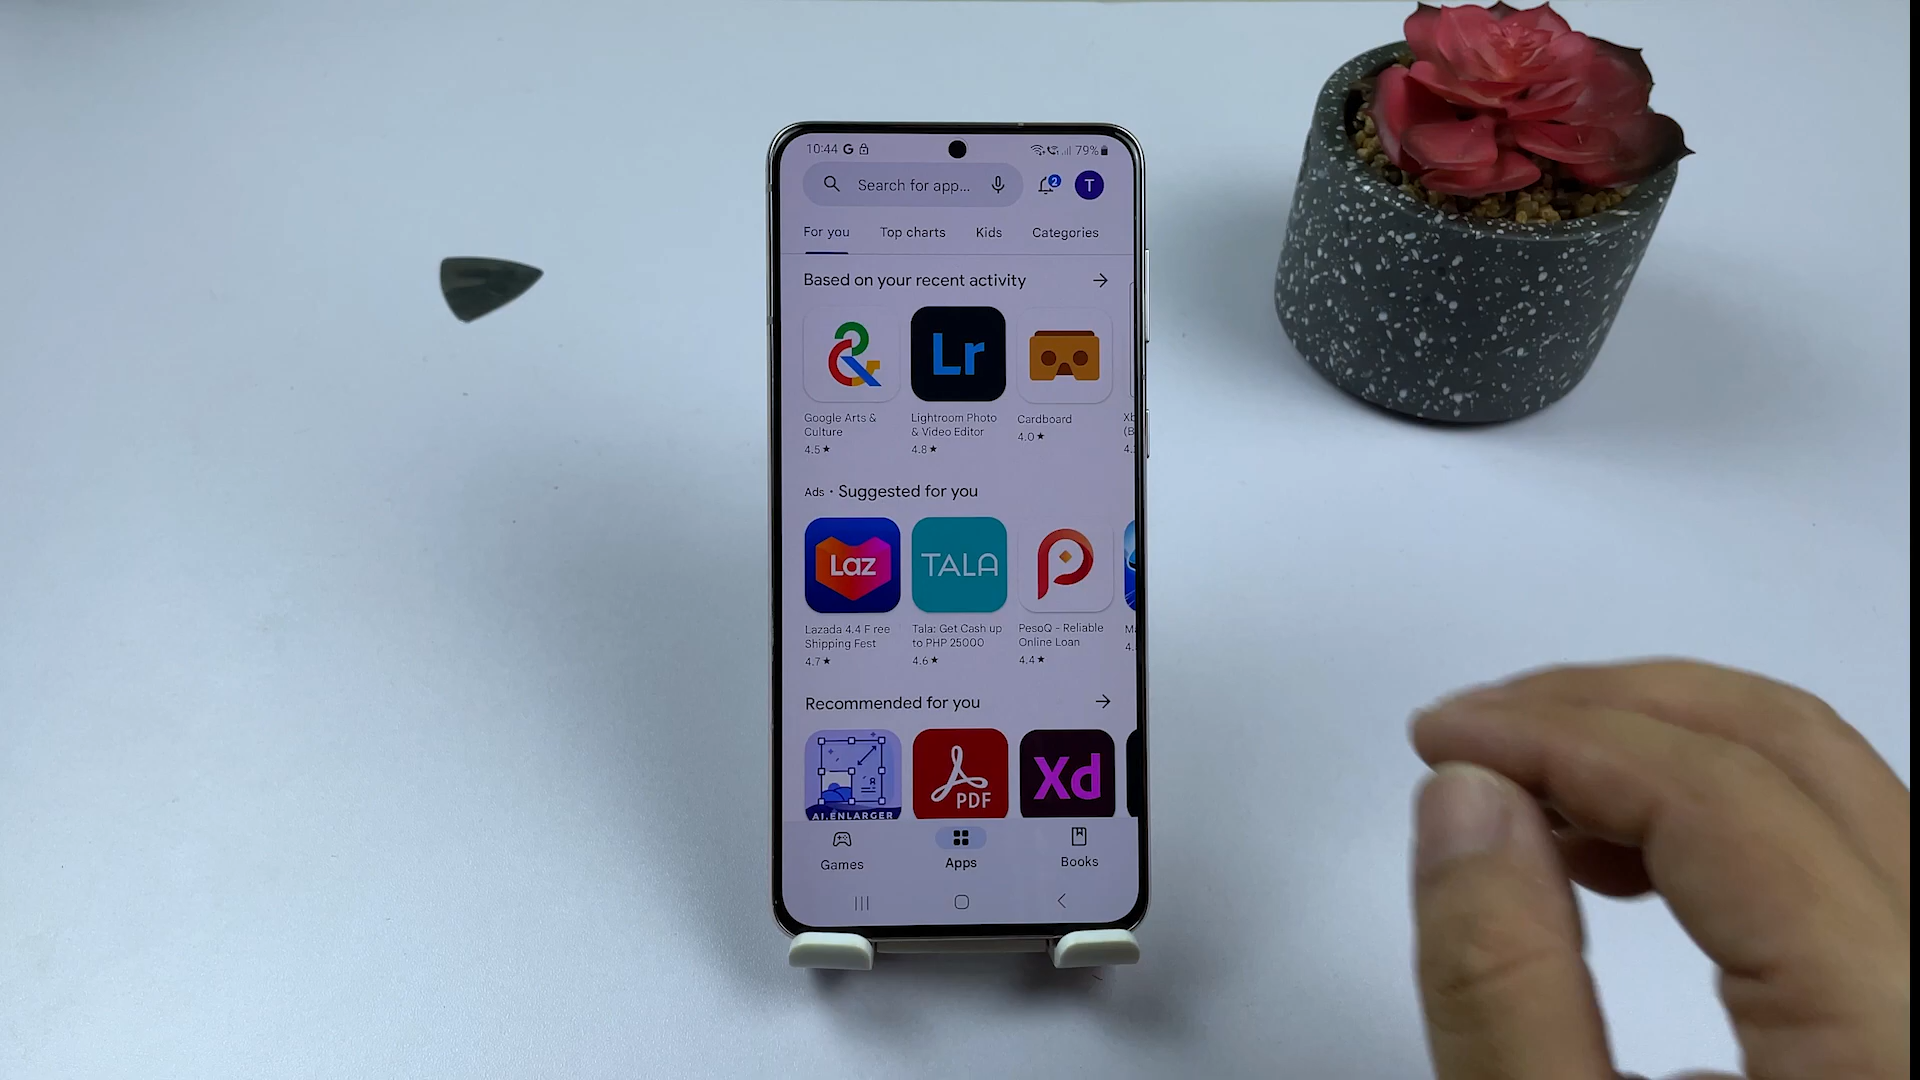 10:44 G 79%
Search for app... 2 T
For you Top charts Kids Categories
Based on your recent activity
Lr
Google Arts & Culture
Lightroom Photo & Video Editor
Cardboard
Xb
(B
4.5★ 4.8★ 4.0★ 4.
Ads • Suggested for you
Laz TALA
Lazada 4.4 Free Shipping Fest
Tala: Get Cash up to PHP 25000
PesoQ - Reliable Online Loan
4.7★ 4.6★ 4.4★ 4.
Recommended for you
AI.ENLARGER PDF Xd
Games Apps Books